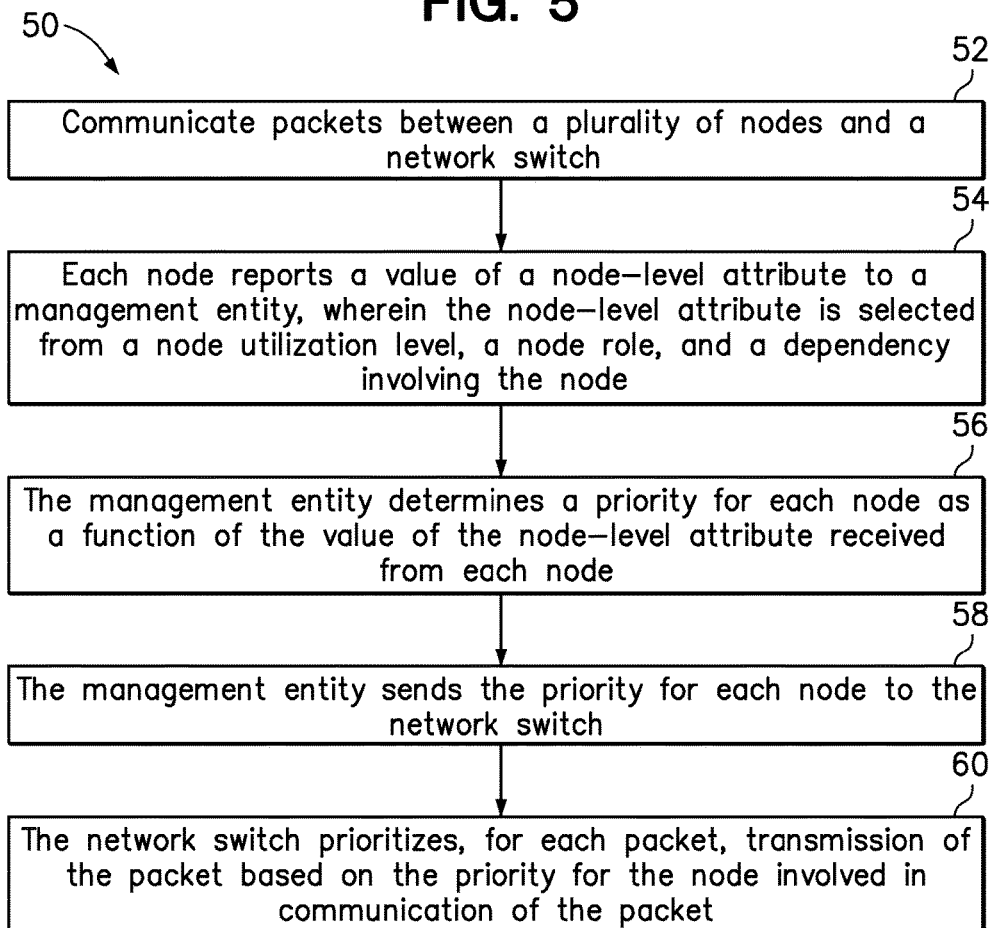 FIG. 5
50
52
Communicate packets between a plurality of nodes and a
network switch
54
Each node reports a value of a node-level attribute to a
management entity, wherein the node-level attribute is selected
from a node utilization level, a node role, and a dependency
involving the node
56
The management entity determines a priority for each node as
a function of the value of the node-level attribute received
from each node
58
The management entity sends the priority for each node to the
network switch
60
The network switch prioritizes, for each packet, transmission of
the packet based on the priority for the node involved in
communication of the packet